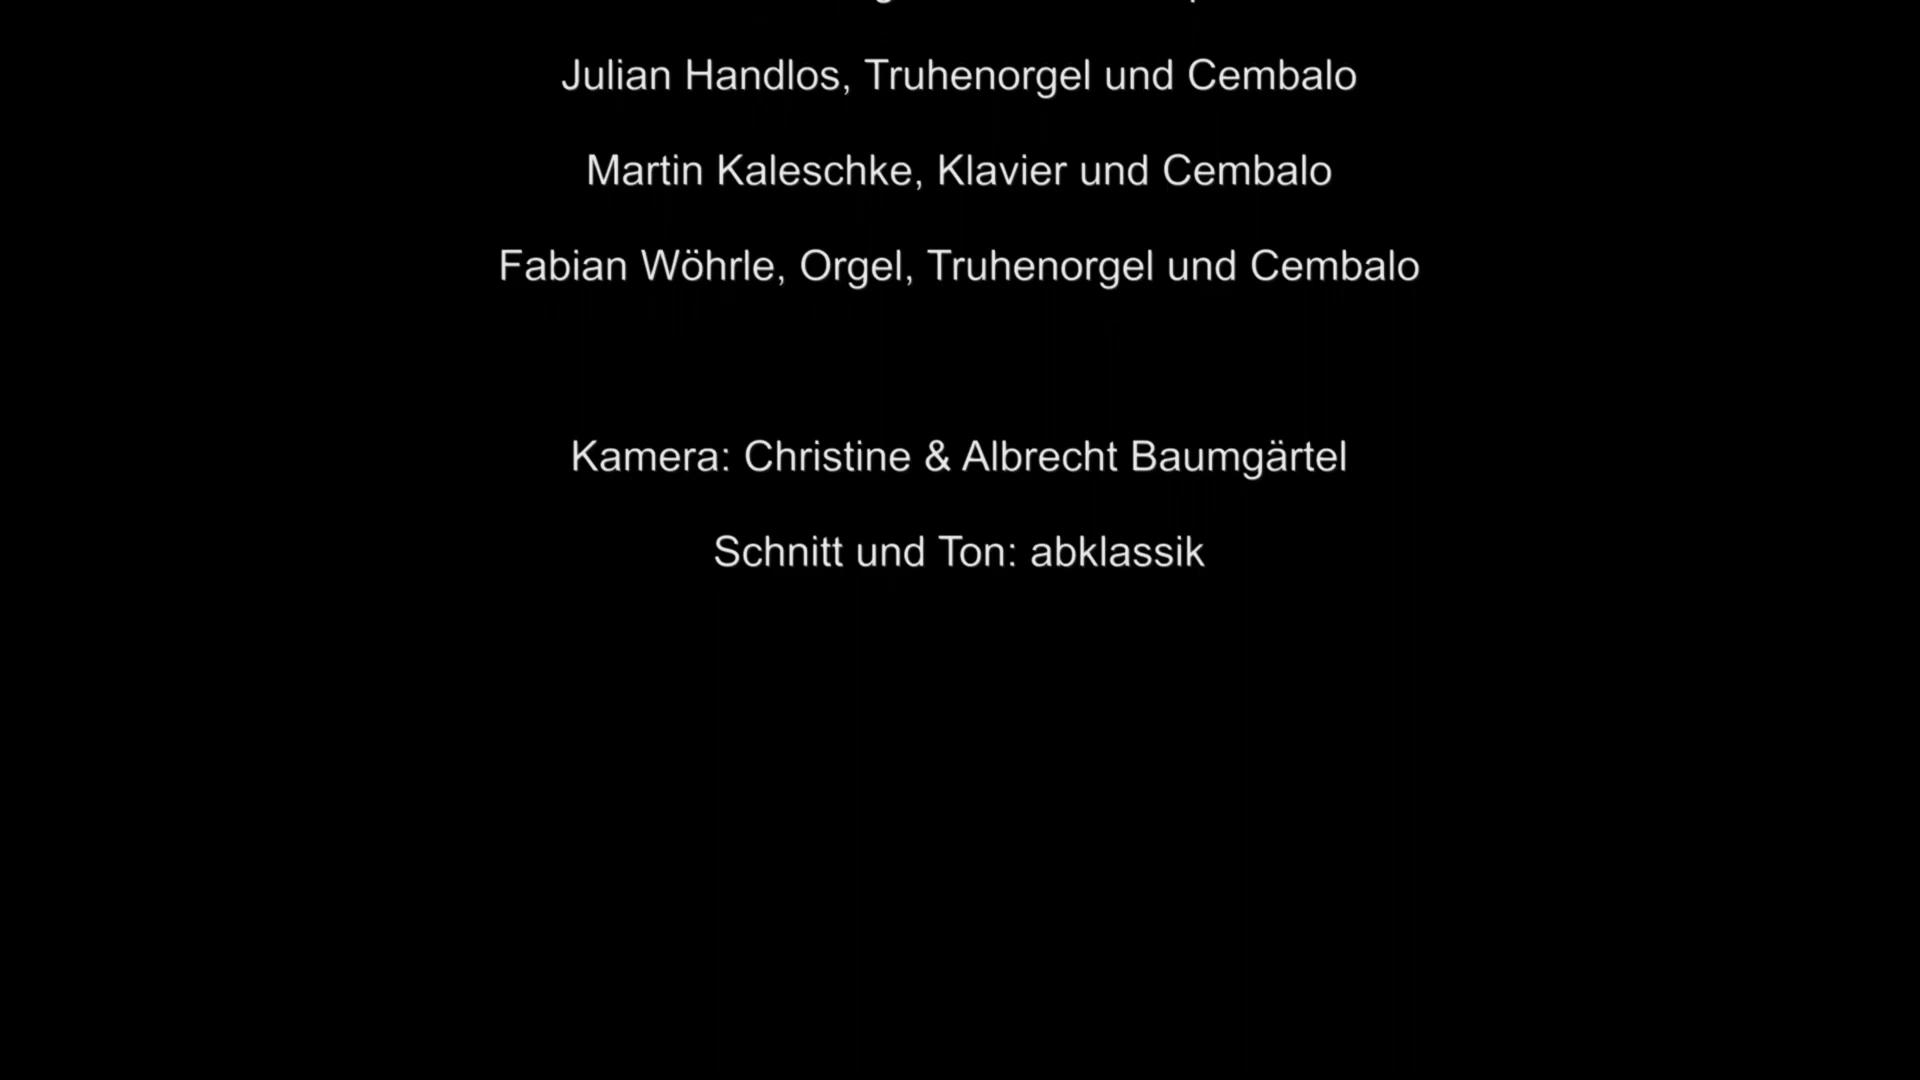 Julian Handlos, Truhenorgel und Cembalo
Martin Kaleschke, Klavier und Cembalo
Fabian Wöhrle, Orgel, Truhenorgel und Cembalo
Kamera: Christine & Albrecht Baumgärtel
Schnitt und Ton: abklassik